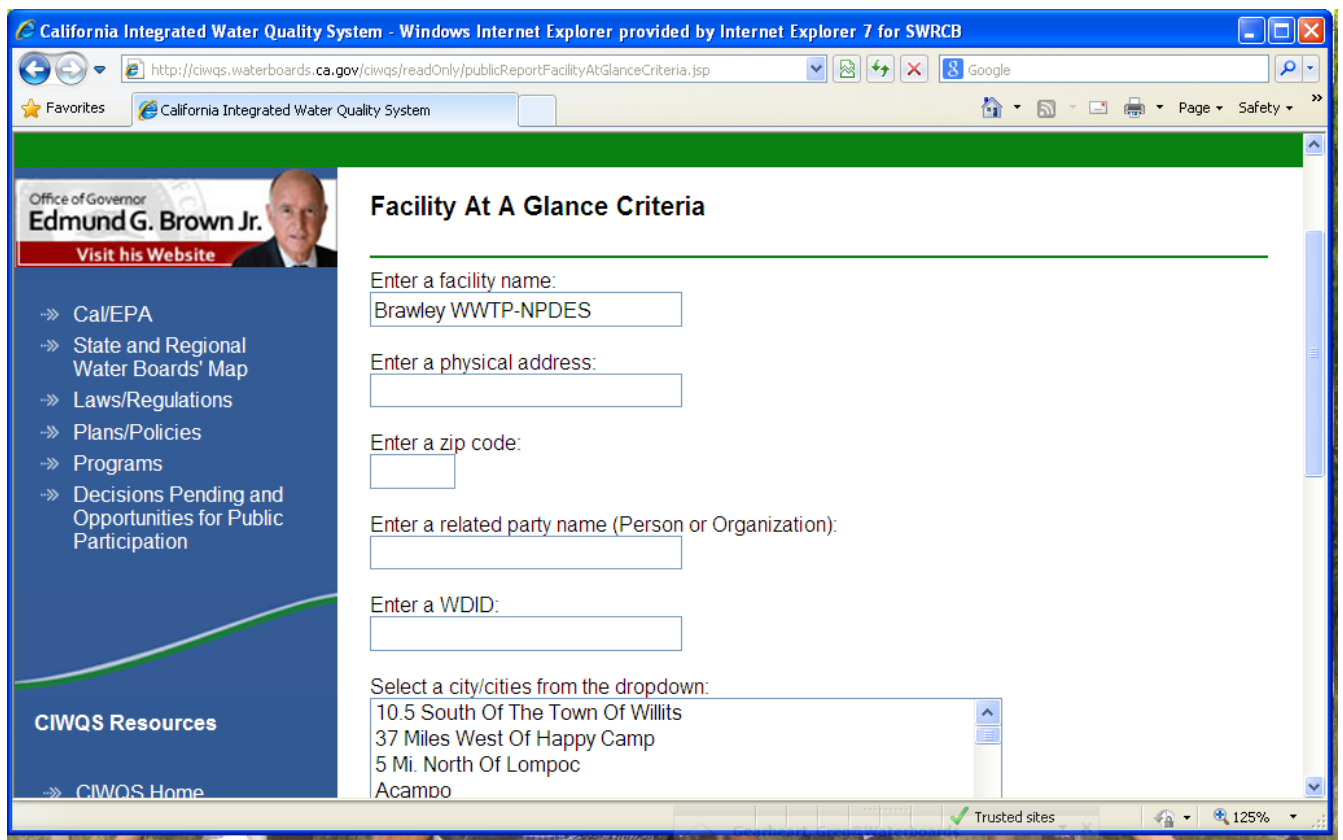 California Integrated Water Quality System - Windows Internet Explorer provided by Internet Explorer 7 for SWRCB
http://ciwqs.waterboards.ca.gov/ciwqs/readOnly/publicReportFacilityAtGlanceCriteria.jsp
Google
Favorites
California Integrated Water Quality System
Page
Safety
Office of Governor
Edmund G. Brown Jr.
Visit his Website
Cal/EPA
State and Regional
Water Boards' Map
Laws/Regulations
Plans/Policies
Programs
Decisions Pending and
Opportunities for Public
Participation
CIWQS Resources
CIWQS Home
Facility At A Glance Criteria
Enter a facility name:
Brawley WWTP-NPDES
Enter a physical address:
Enter a zip code:
Enter a related party name (Person or Organization):
Enter a WDID:
Select a city/cities from the dropdown:
10.5 South Of The Town Of Willits
37 Miles West Of Happy Camp
5 Mi. North Of Lompoc
Acampo
Trusted sites
125%